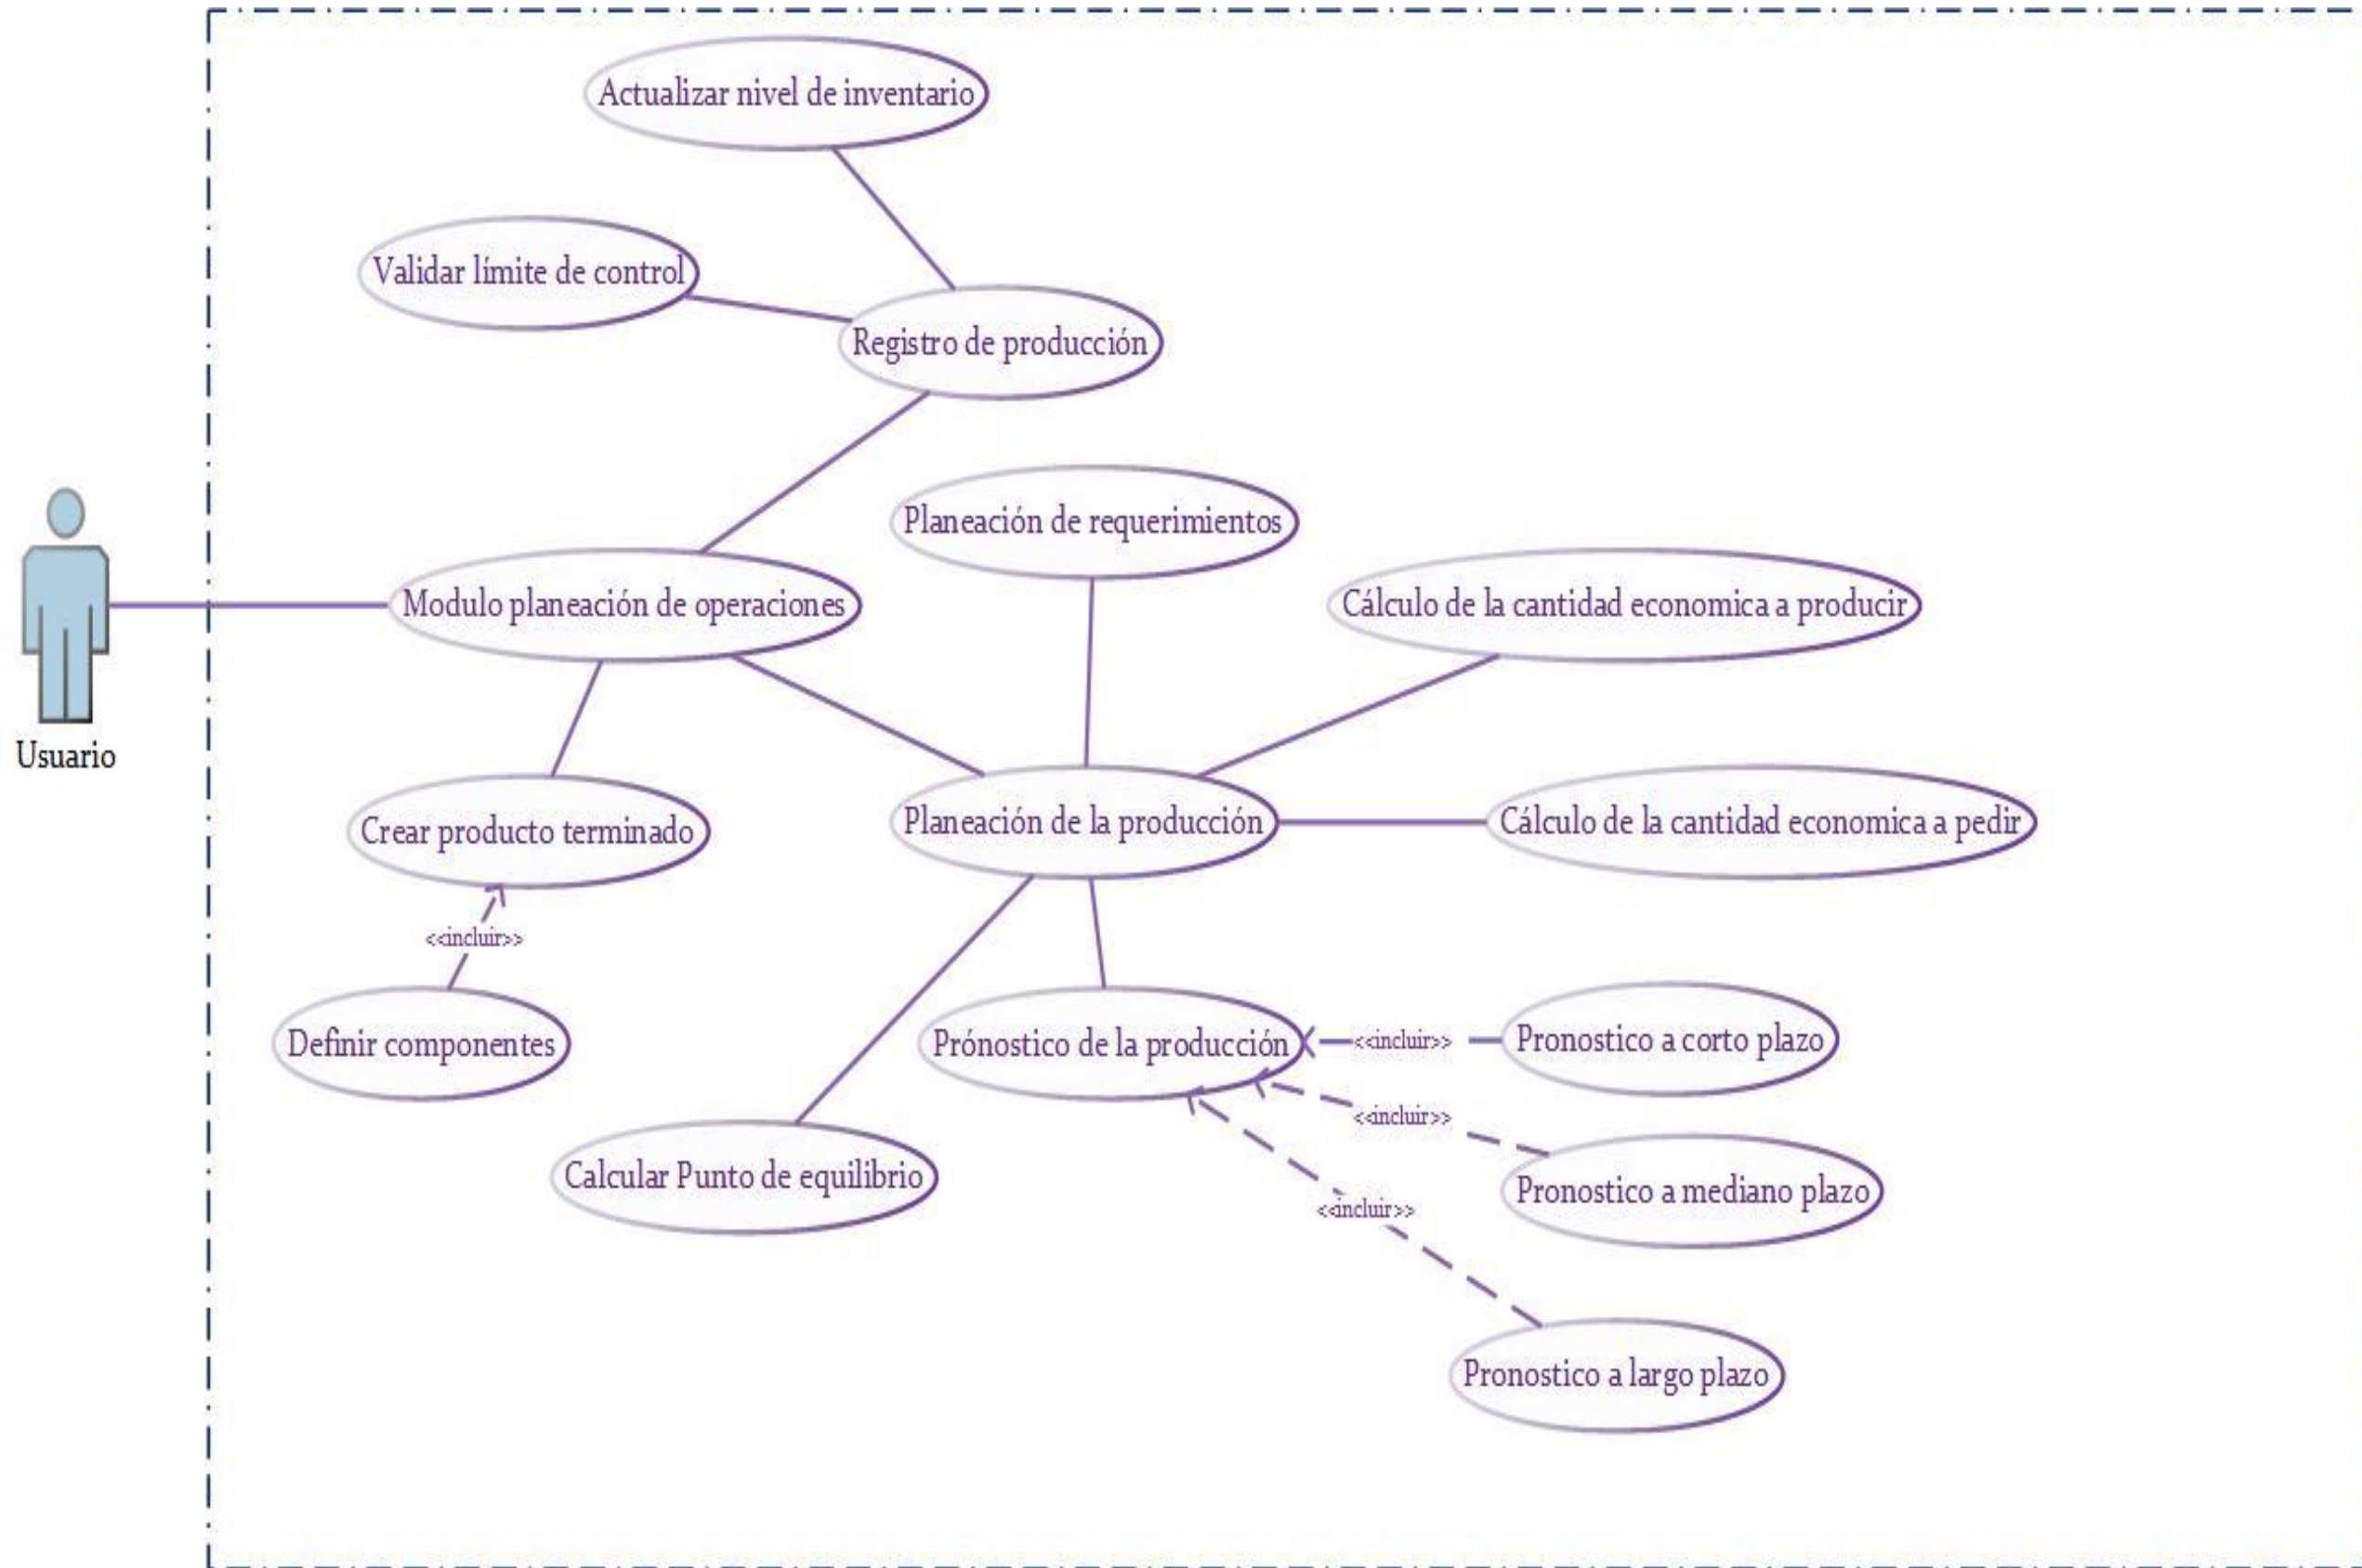 Actualizar nivel de inventario
Validar límite de control
Registro de producción
Planeación de requerimientos
Modulo planeación de operaciones
Cálculo de la cantidad economica a producir
Usuario
Crear producto terminado
Planeación de la producción
Cálculo de la cantidad economica a pedir
<<incluir>>
Definir componentes
Prónostico de la producción
<<incluir>>
Pronostico a corto plazo
<<incluir>>
Calcular Punto de equilibrio
Pronostico a mediano plazo
<<incluir>>
Pronostico a largo plazo